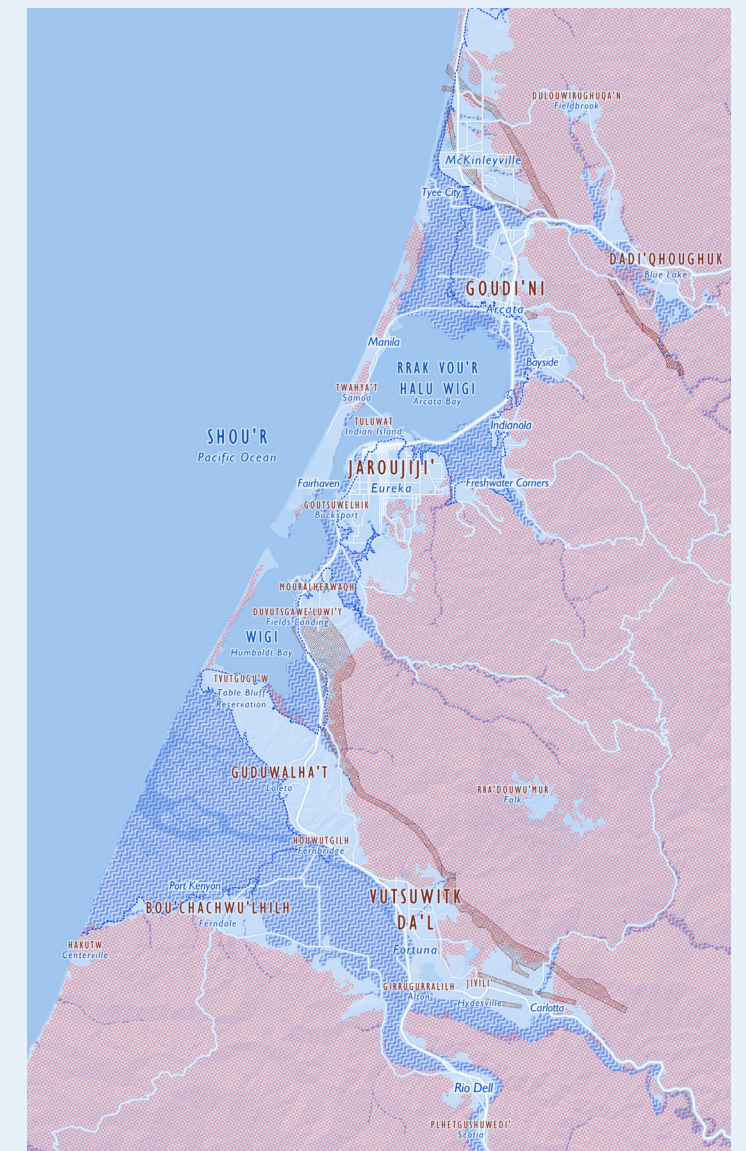 DULOUWIRUGHUQA'N
Fieldbrook
McKinleyville
Tyee City
DADI'QHOUGHUK
Blue Lake
GOUDI'NI
Arcata
Manila
Bayside
RRAK VOU'R
HALU WIGI
Arcata Bay
TWAHYA'T
Samoa
TULUWAT
Indian Island
Indianola
SHOU'R
Pacific Ocean
JAROUJIJI'
Eureka
Fairhaven
Freshwater Corners
GOUTSUWELHIK
Bucksport
MOURALHERWAQH
DUVUTSGAWE'LUWI'Y
Fields Landing
WIGI
Humboldt Bay
TVUTGUGU'W
Table Bluff
Reservation
GUDUWALHA'T
Loleta
RRA'DOUWU'MUR
Falk
HOUWUTGILH
Fernbridge
Port Kenyon
BOU'CHACHWU'LHILH
Ferndale
VUTSUWITK
DA'L
Fortuna
HAKUTW
Centerville
GIRRUGURRALILH
Alton
JIVILI'
Hydesville
Carlotta
Rio Dell
PLHETGUSHUWEDI'
Scotia